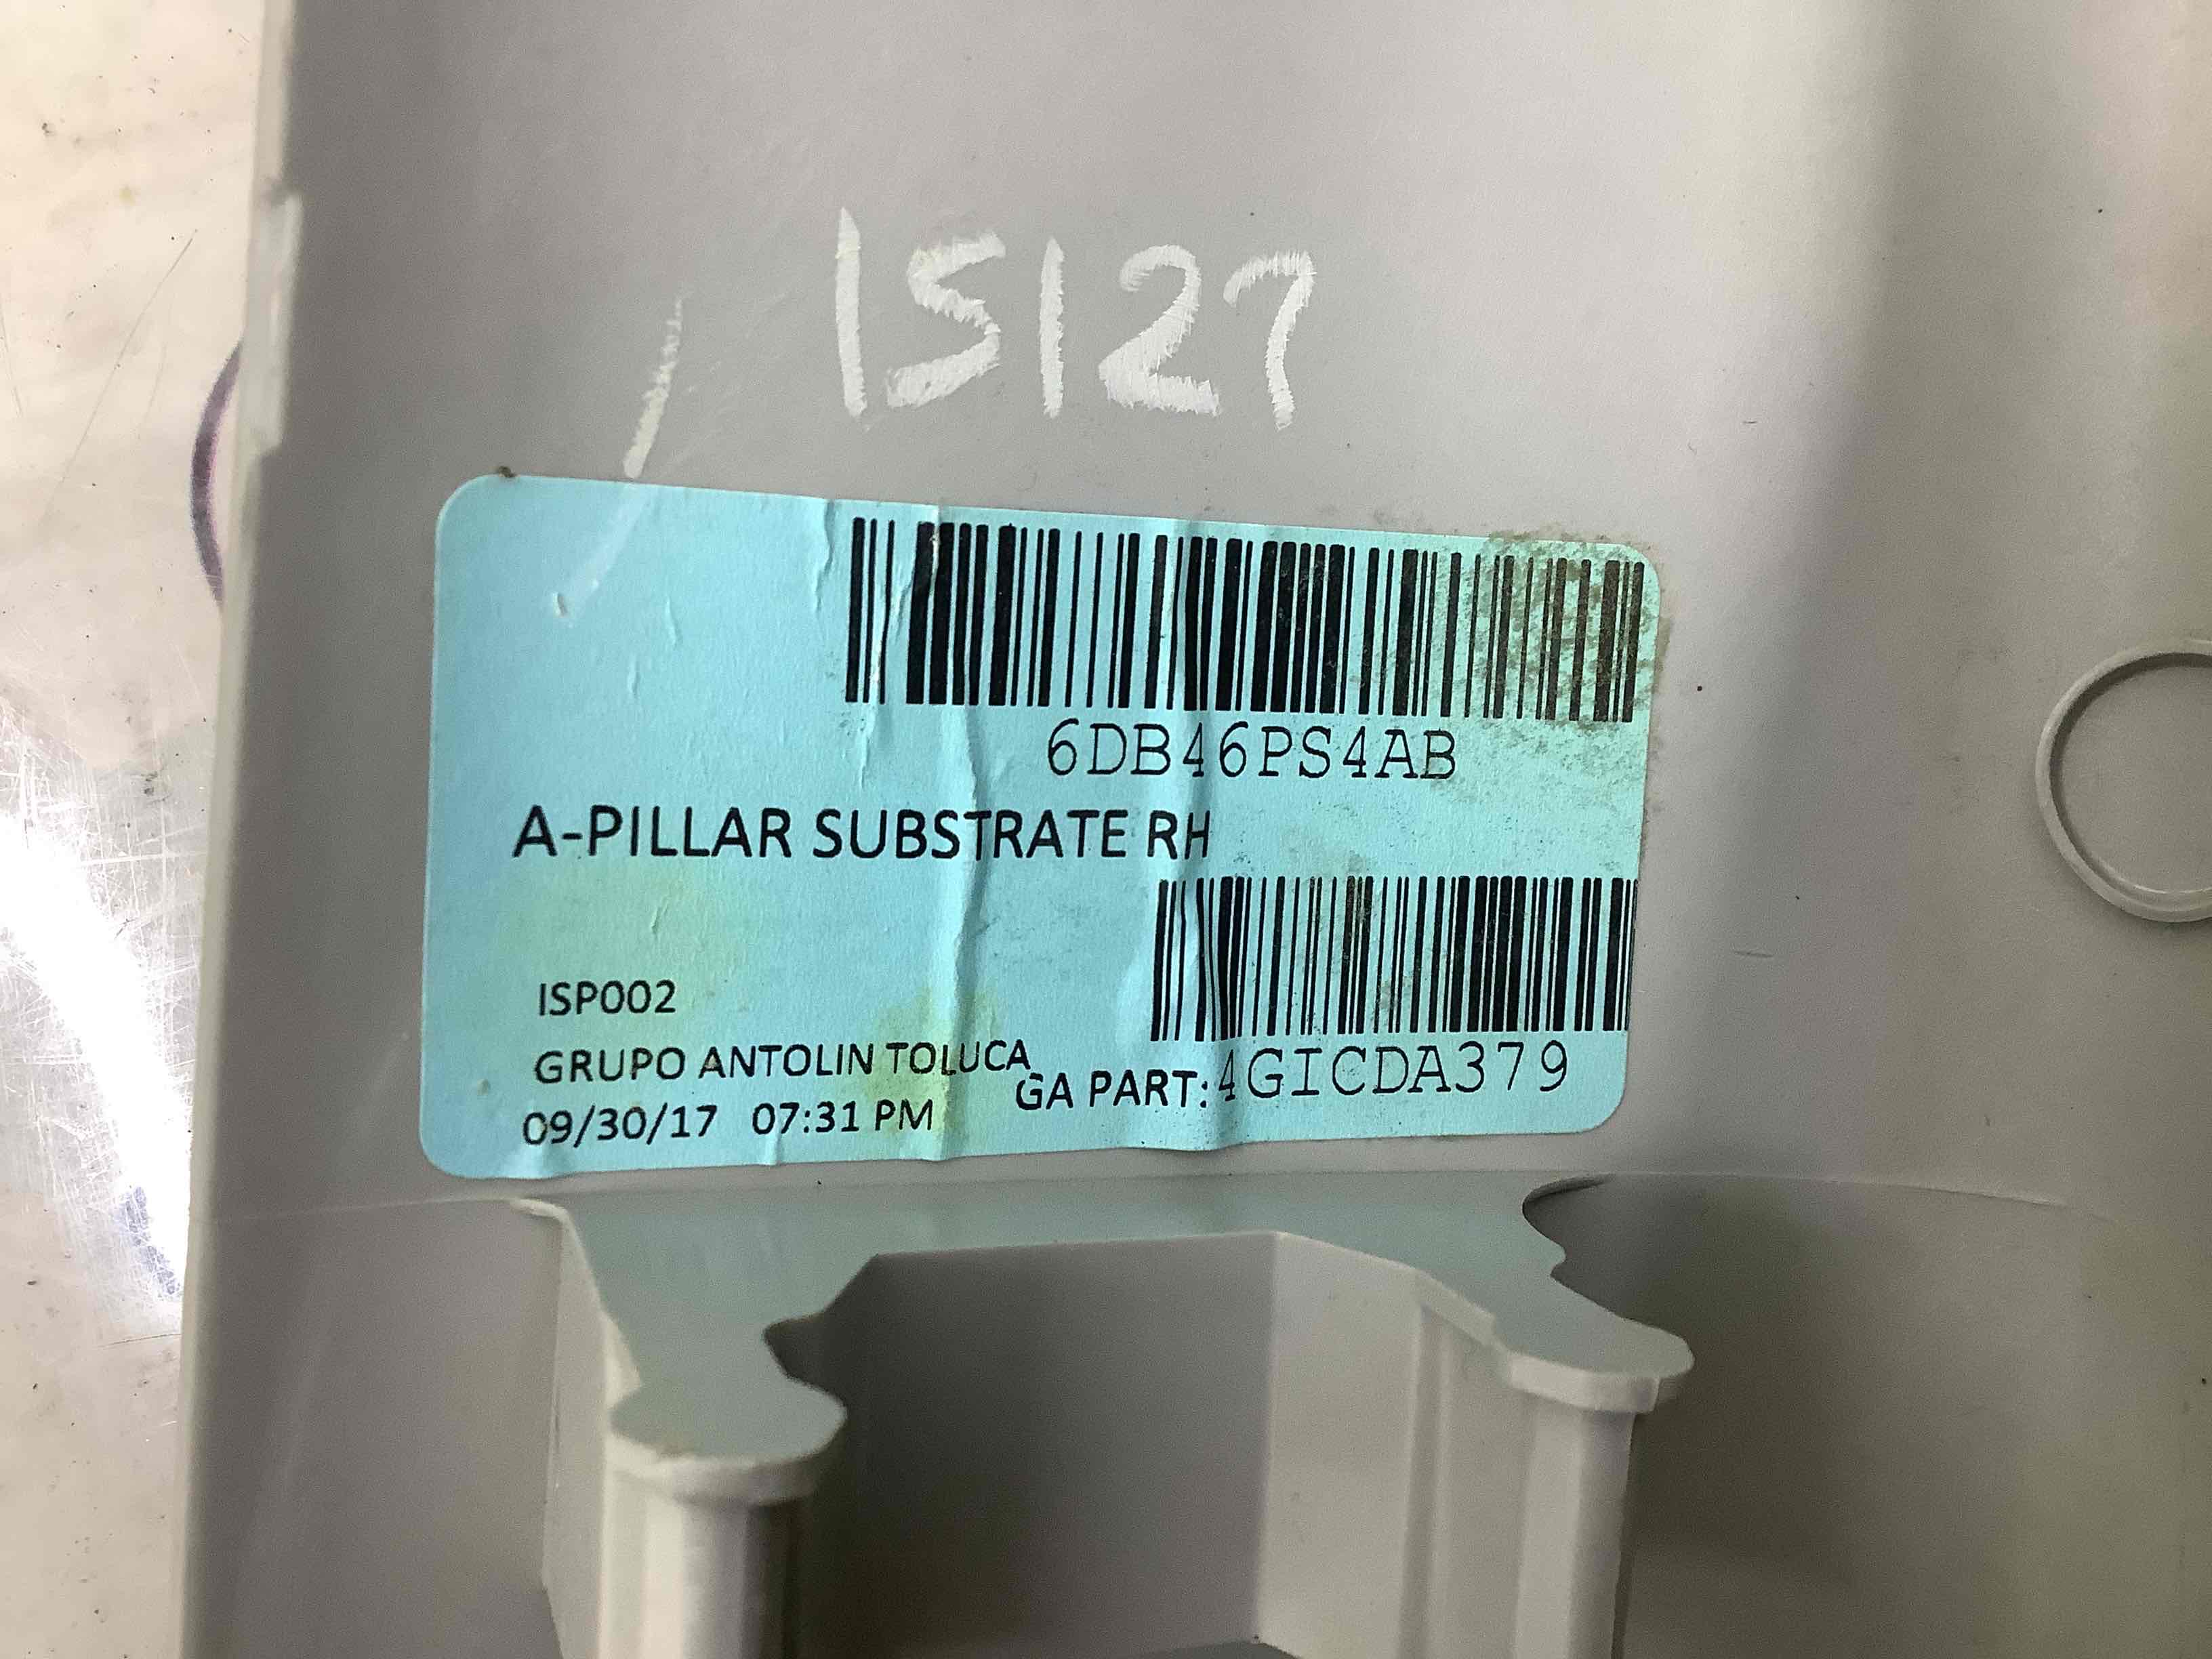 15127
6DB46PS4AB
A-PILLAR SUBSTRATE RH
ISP002
GRUPO ANTOLIN TOLUCA
GA PART: 4GICDA379
09/30/17 07:31 PM